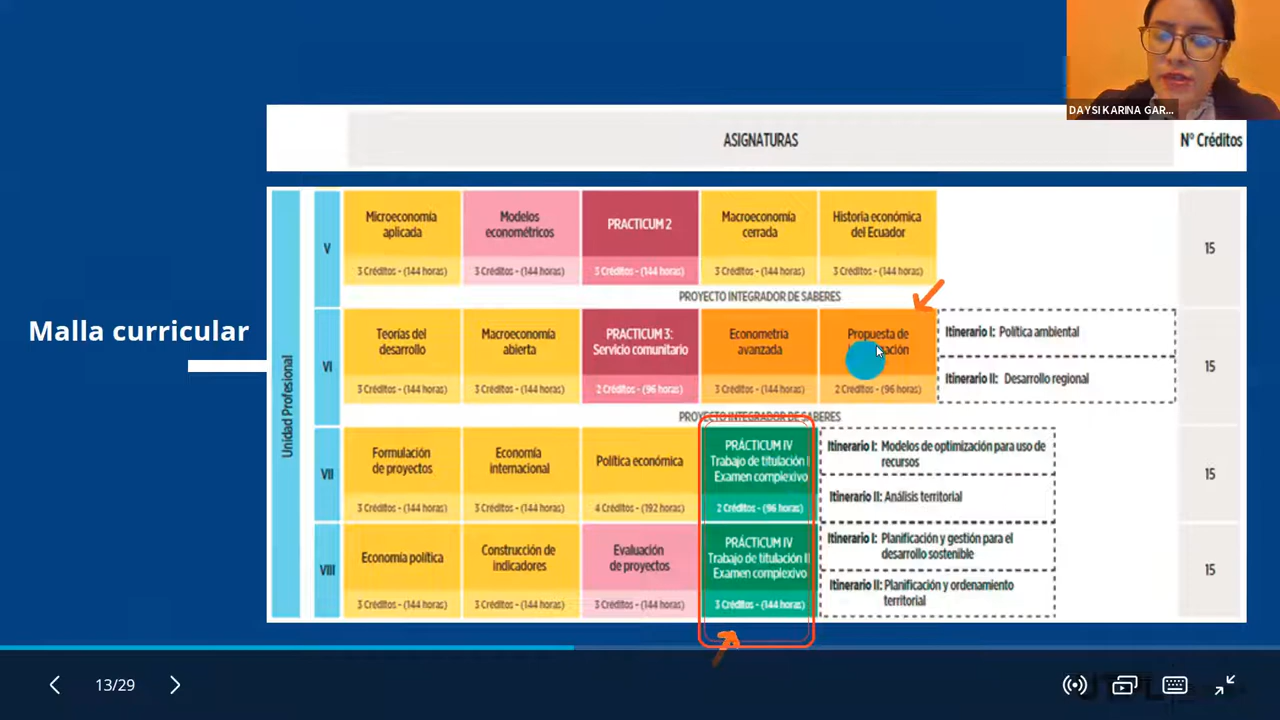 DAYSI KARINA GAR...
ASIGNATURAS
Nº Créditos
Malla curricular
Unidad Profesional
V
Microeconomía
aplicada
3 Créditos - (144 horas)
Modelos
econométricos
3 Créditos - (144 horas)
PRACTICUM 2
3 Créditos - (144 horas)
Macroeconomía
cerrada
3 Créditos - (144 horas)
Historia económica
del Ecuador
3 Créditos - (144 horas)
15
PROYECTO INTEGRADOR DE SABERES
VI
Teorías del
desarrollo
3 Créditos - (144 horas)
Macroeconomía
abierta
3 Créditos - (144 horas)
PRACTICUM 3:
Servicio comunitario
2 Créditos - (96 horas)
Econometría
avanzada
3 Créditos - (144 horas)
Propuesta de
2 Créditos - (96 horas)
Itinerario I: Política ambiental
Itinerario II: Desarrollo regional
15
PROYECTO INTEGRADOR DE SABERES
VII
Formulación
de proyectos
3 Créditos - (144 horas)
Economía
internacional
3 Créditos - (144 horas)
Política económica
4 Créditos - (192 horas)
PRÁCTICUM IV
Trabajo de titulación I
Examen complexivo
2 Créditos - (96 horas)
Itinerario I: Modelos de optimización para uso de
recursos
Itinerario II: Análisis territorial
15
VIII
Economía política
3 Créditos - (144 horas)
Construcción de
indicadores
3 Créditos - (144 horas)
Evaluación
de proyectos
3 Créditos - (144 horas)
PRÁCTICUM IV
Trabajo de titulación II
Examen complexivo
3 Créditos - (144 horas)
Itinerario I: Planificación y gestión para el
desarrollo sostenible
Itinerario II: Planificación y ordenamiento
territorial
15
13/29